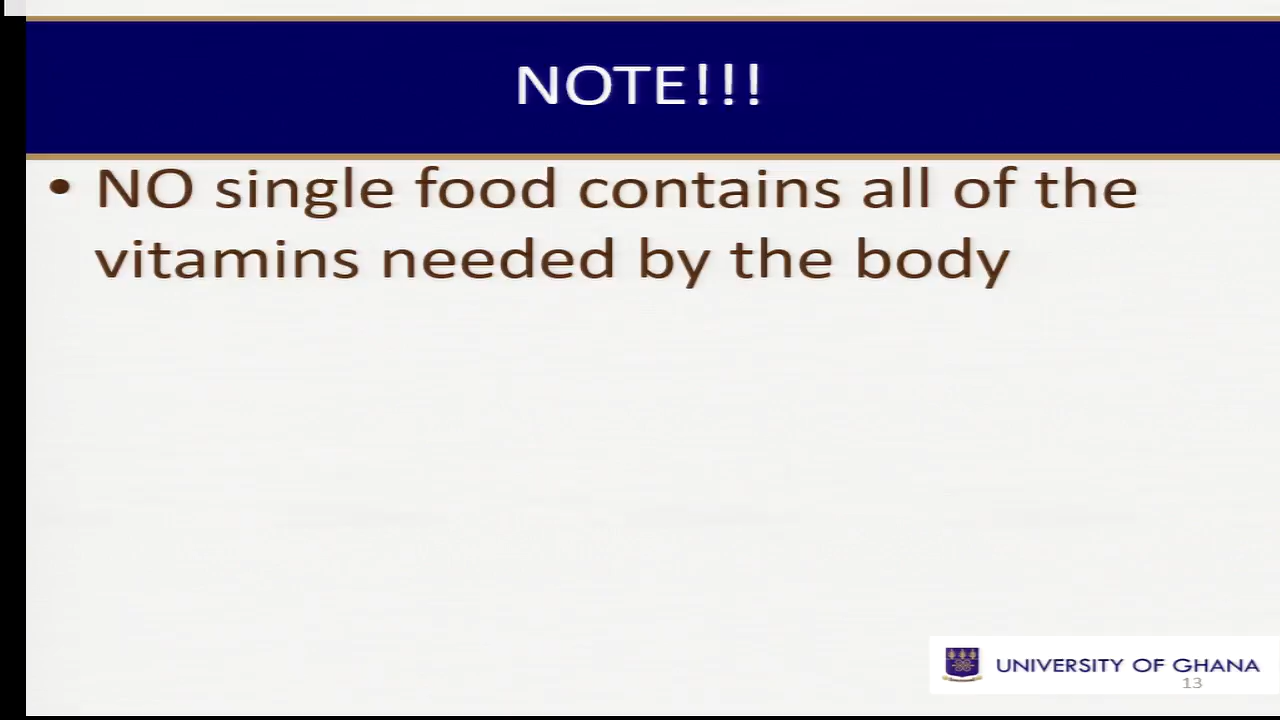 NOTE!!!
• NO single food contains all of the
vitamins needed by the body
UNIVERSITY OF GHANA
13